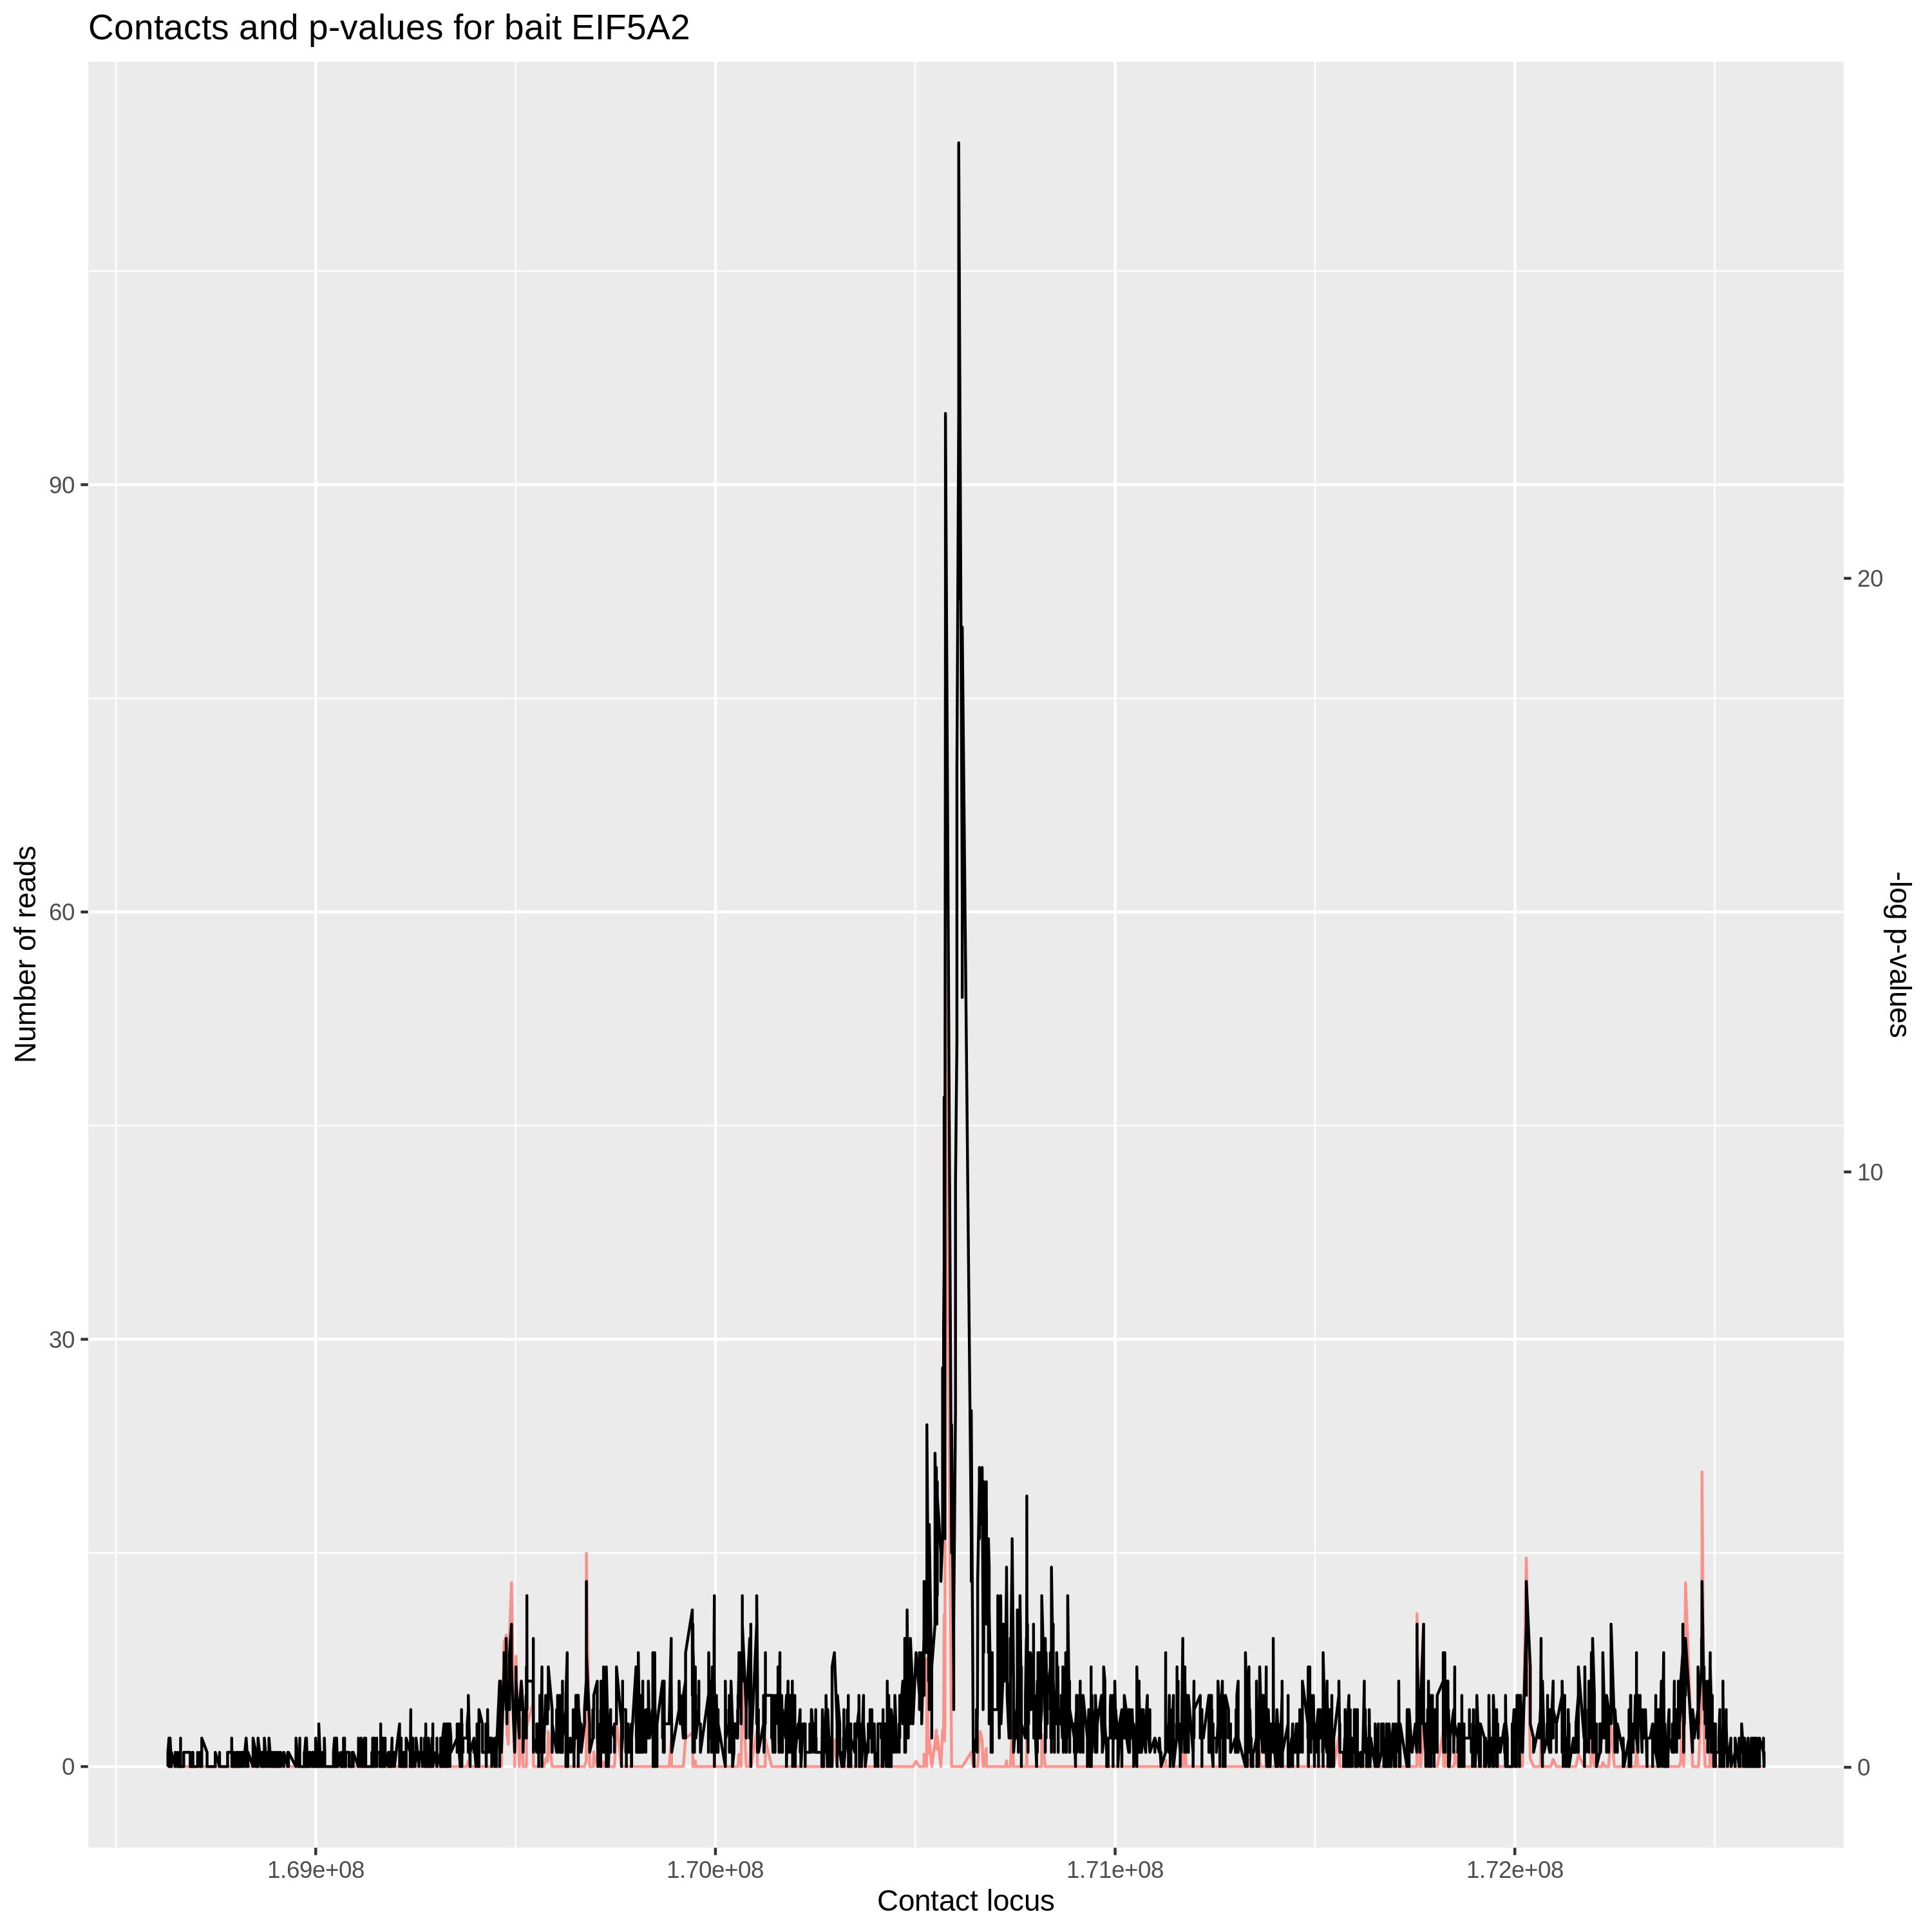 Contacts and p-values for bait EIF5A2
90
60
30
0
Number of reads
20
10
0
-log p-values
1.69e+08
1.70e+08
1.71e+08
1.72e+08
Contact locus